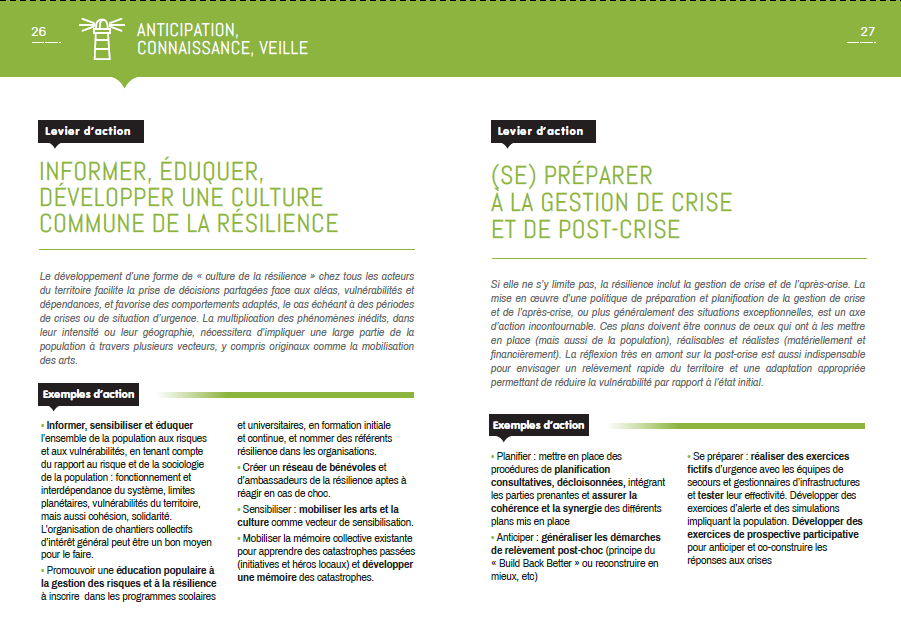 26
ANTICIPATION,
CONNAISSANCE, VEILLE
27
Levier d'action
INFORMER, ÉDUQUER,
DÉVELOPPER UNE CULTURE
COMMUNE DE LA RÉSILIENCE
Le développement d'une forme de « culture de la résilience » chez tous les acteurs
du territoire facilite la prise de décisions partagées face aux aléas, vulnérabilités et
dépendances, et favorise des comportements adaptés, le cas échéant à des périodes
de crises ou de situation d'urgence. La multiplication des phénomènes inédits, dans
leur intensité ou leur géographie, nécessitera d'impliquer une large partie de la
population à travers plusieurs vecteurs, y compris originaux comme la mobilisation
des arts.
Exemples d'action
• Informer, sensibiliser et éduquer
l'ensemble de la population aux risques
et aux vulnérabilités, en tenant compte
du rapport au risque et de la sociologie
de la population : fonctionnement et
interdépendance du système, limites
planétaires, vulnérabilités du territoire,
mais aussi cohésion, solidarité.
L'organisation de chantiers collectifs
d'intérêt général peut être un bon moyen
pour le faire.
• Promouvoir une éducation populaire à
la gestion des risques et à la résilience
à inscrire dans les programmes scolaires
et universitaires, en formation initiale
et continue, et nommer des référents
résilience dans les organisations.
• Créer un réseau de bénévoles et
d'ambassadeurs de la résilience aptes à
réagir en cas de choc.
• Sensibiliser : mobiliser les arts et la
culture comme vecteur de sensibilisation.
• Mobiliser la mémoire collective existante
pour apprendre des catastrophes passées
(initiatives et héros locaux) et développer
une mémoire des catastrophes.
Levier d'action
(SE) PRÉPARER
À LA GESTION DE CRISE
ET DE POST-CRISE
Si elle ne s'y limite pas, la résilience inclut la gestion de crise et de l'après-crise. La
mise en œuvre d'une politique de préparation et planification de la gestion de crise
et de l'après-crise, ou plus généralement des situations exceptionnelles, est un axe
d'action incontournable. Ces plans doivent être connus de ceux qui ont à les mettre
en place (mais aussi de la population), réalisables et réalistes (matériellement et
financièrement). La réflexion très en amont sur la post-crise est aussi indispensable
pour envisager un relèvement rapide du territoire et une adaptation appropriée
permettant de réduire la vulnérabilité par rapport à l'état initial.
Exemples d'action
• Planifier : mettre en place des
procédures de planification
consultatives, décloisonnées, intégrant
les parties prenantes et assurer la
cohérence et la synergie des différents
plans mis en place
• Anticiper : généraliser les démarches
de relèvement post-choc (principe du
« Build Back Better » ou reconstruire en
mieux, etc)
• Se préparer : réaliser des exercices
fictifs d'urgence avec les équipes de
secours et gestionnaires d'infrastructures
et tester leur effectivité. Développer des
exercices d'alerte et des simulations
impliquant la population. Développer des
exercices de prospective participative
pour anticiper et co-construire les
réponses aux crises